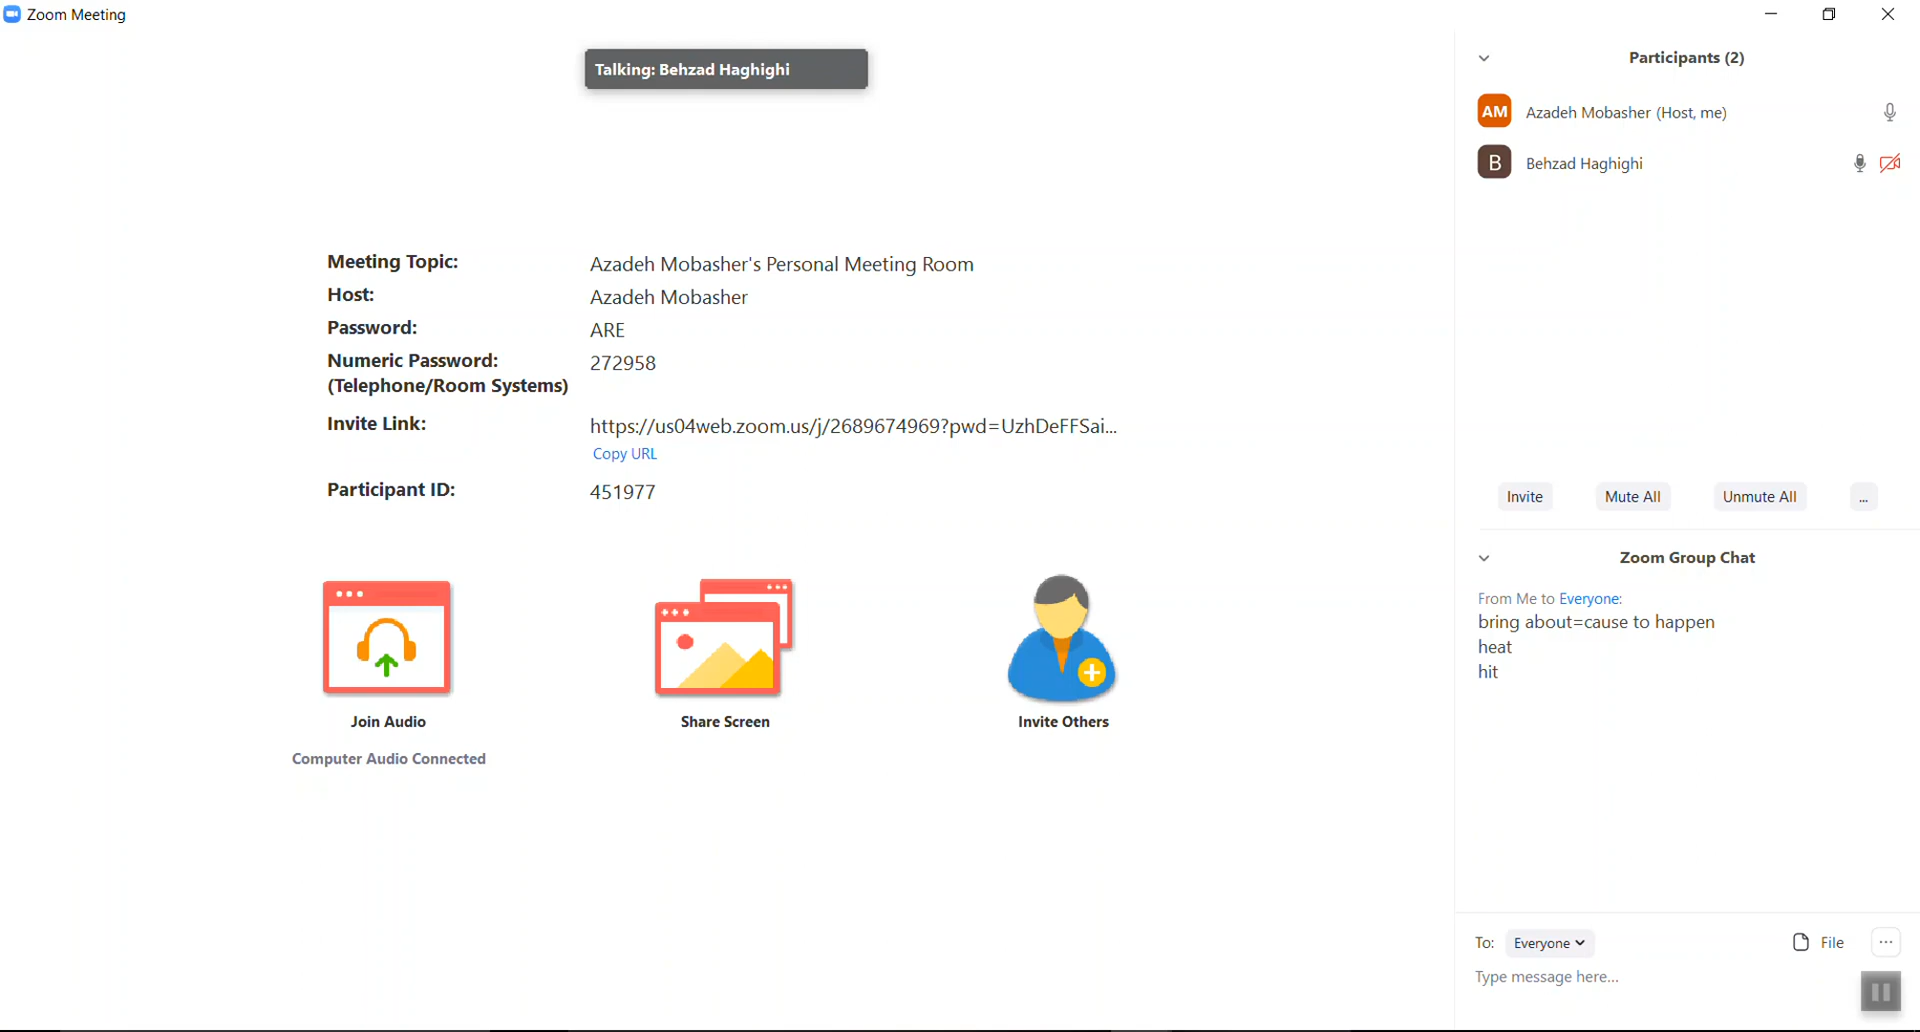 Zoom Meeting
Talking: Behzad Haghighi
Meeting Topic: Azadeh Mobasher's Personal Meeting Room
Host: Azadeh Mobasher
Password: ARE
Numeric Password: 272958
(Telephone/Room Systems)
Invite Link: https://us04web.zoom.us/j/2689674969?pwd=UzhDeFFSai...
Copy URL
Participant ID: 451977
Join Audio
Share Screen
Invite Others
Computer Audio Connected
Participants (2)
AM Azadeh Mobasher (Host, me)
B Behzad Haghighi
Invite Mute All Unmute All ...
Zoom Group Chat
From Me to Everyone:
bring about=cause to happen
heat
hit
To: Everyone File ...
Type message here...